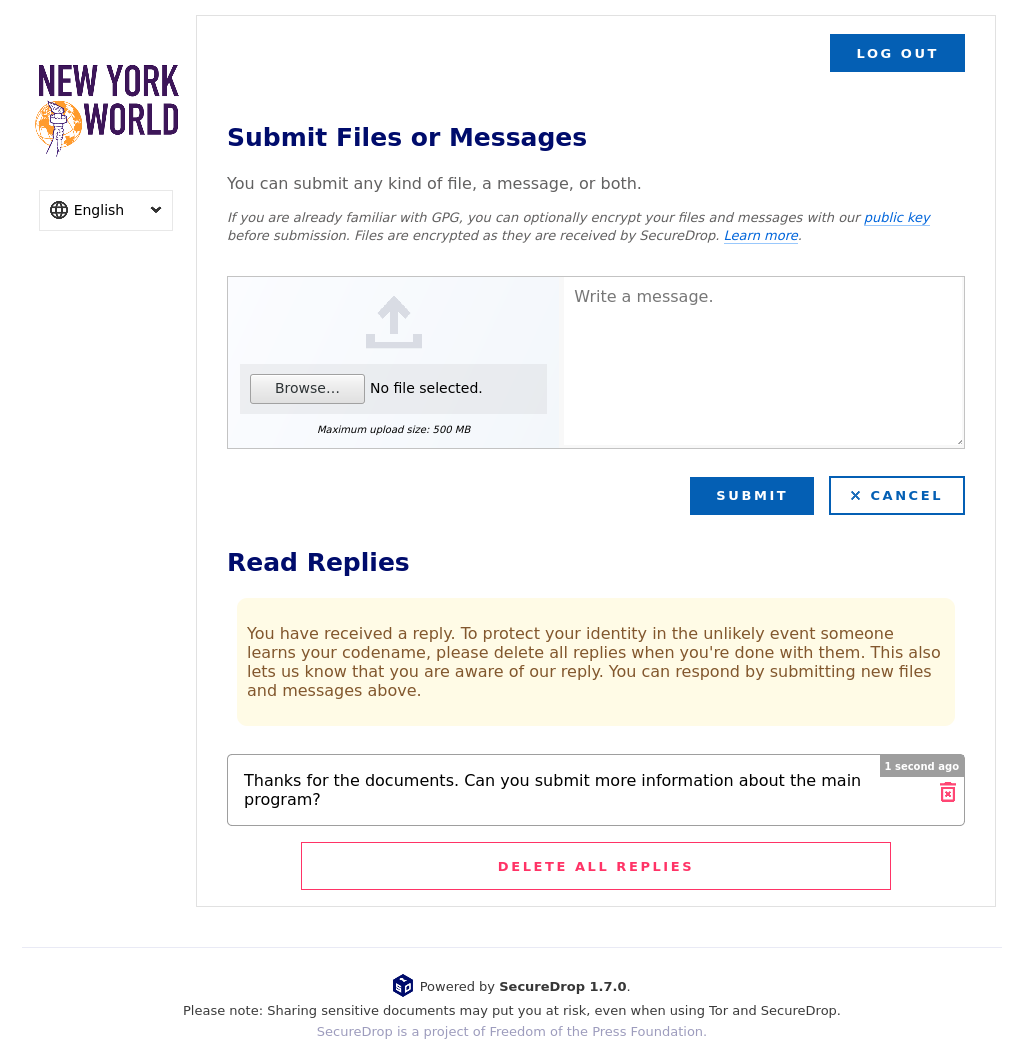 LOG OUT
NEW YORK
WORLD
English
Submit Files or Messages
You can submit any kind of file, a message, or both.
If you are already familiar with GPG, you can optionally encrypt your files and messages with our public key
before submission. Files are encrypted as they are received by SecureDrop. Learn more.
Write a message.
Browse... No file selected.
Maximum upload size: 500 MB
SUBMIT
CANCEL
Read Replies
You have received a reply. To protect your identity in the unlikely event someone
learns your codename, please delete all replies when you're done with them. This also
lets us know that you are aware of our reply. You can respond by submitting new files
and messages above.
1 second ago
Thanks for the documents. Can you submit more information about the main
program?
DELETE ALL REPLIES
Powered by SecureDrop 1.7.0.
Please note: Sharing sensitive documents may put you at risk, even when using Tor and SecureDrop.
SecureDrop is a project of Freedom of the Press Foundation.